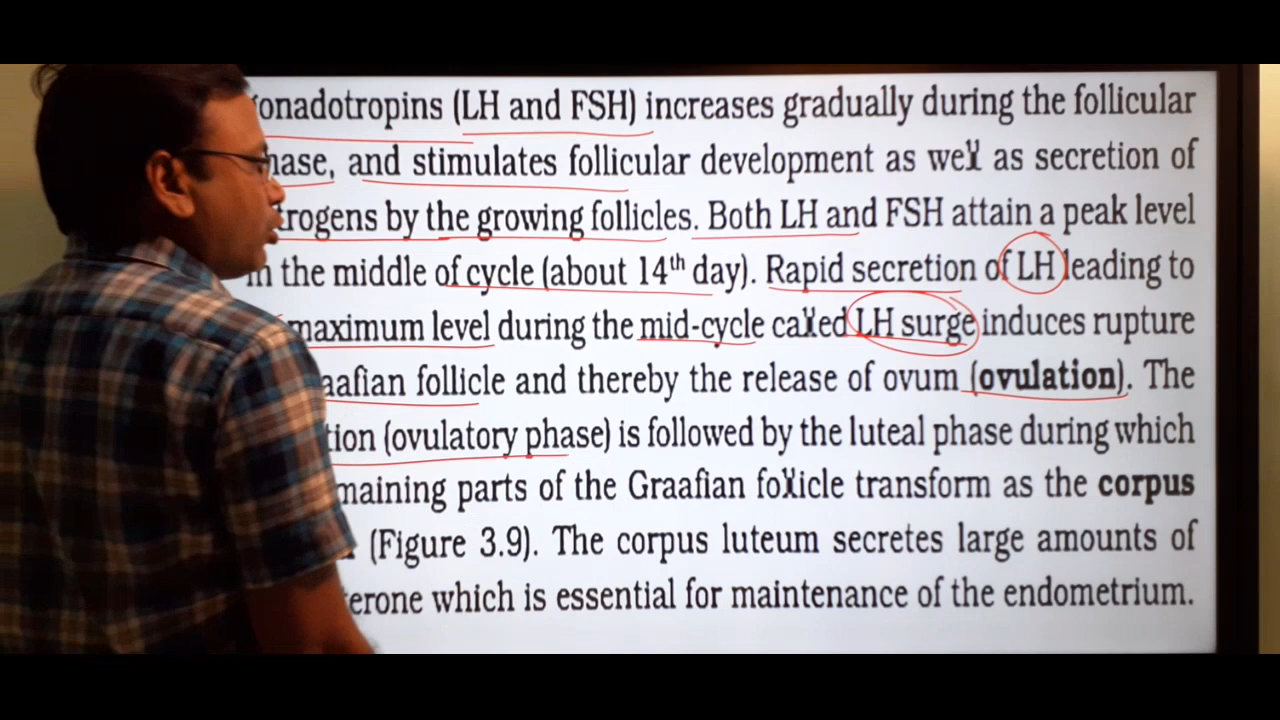 gonadotropins (LH and FSH) increases gradually during the follicular
hase, and stimulates follicular development as well as secretion of
trogens by the growing follicles. Both LH and FSH attain a peak level
in the middle of cycle (about 14th day). Rapid secretion of LH leading to
maximum level during the mid-cycle called LH surge induces rupture
aafian follicle and thereby the release of ovum (ovulation). The
tion (ovulatory phase) is followed by the luteal phase during which
maining parts of the Graafian follicle transform as the corpus
(Figure 3.9). The corpus luteum secretes large amounts of
erone which is essential for maintenance of the endometrium.